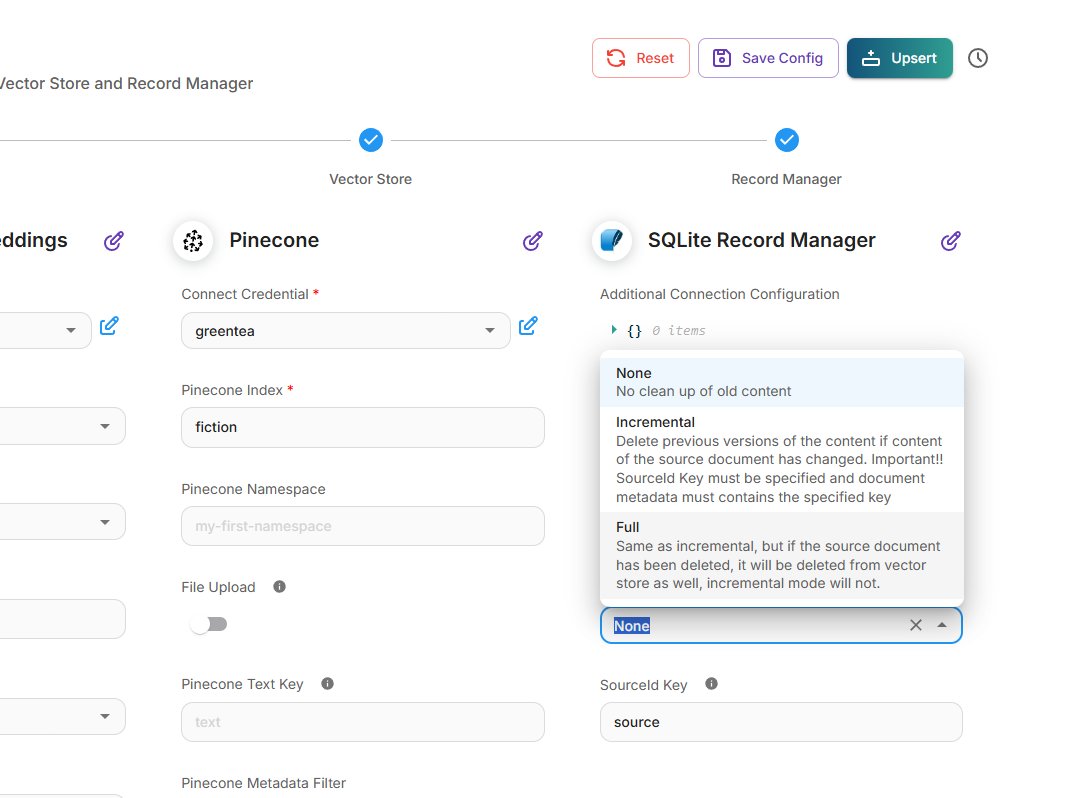 Reset
Save Config
Upsert
Vector Store and Record Manager
Vector Store
Record Manager
eddings
Pinecone
SQLite Record Manager
Connect Credential *
greentea
Pinecone Index *
fiction
Pinecone Namespace
my-first-namespace
File Upload
Pinecone Text Key
text
Pinecone Metadata Filter
Additional Connection Configuration
{} 0 items
None
No clean up of old content
Incremental
Delete previous versions of the content if content
of the source document has changed. Important!!
SourceId Key must be specified and document
metadata must contains the specified key
Full
Same as incremental, but if the source document
has been deleted, it will be deleted from vector
store as well, incremental mode will not.
None
SourceId Key
source